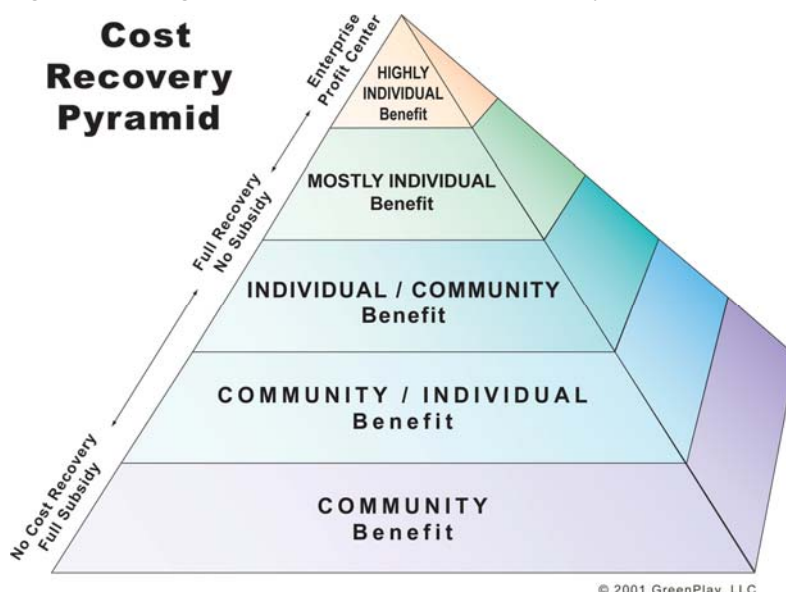 Cost
Recovery
Pyramid
Enterprise
Profit Center
Full Recovery
No Subsidy
No Cost Recovery
Full Subsidy
HIGHLY
INDIVIDUAL
Benefit
MOSTLY INDIVIDUAL
Benefit
INDIVIDUAL / COMMUNITY
Benefit
COMMUNITY / INDIVIDUAL
Benefit
COMMUNITY
Benefit
© 2001 GreenPlay, LLC